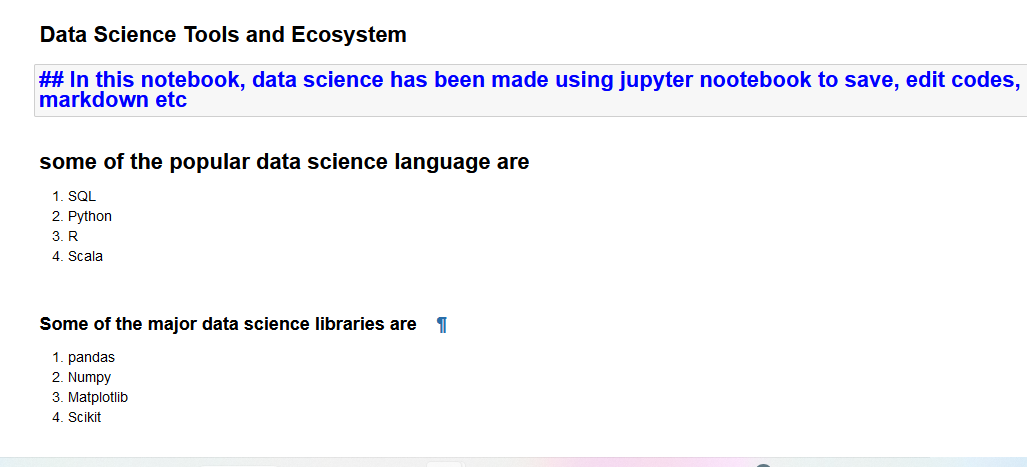 Data Science Tools and Ecosystem
## In this notebook, data science has been made using jupyter nootebook to save, edit codes,
markdown etc
some of the popular data science language are
1. SQL
2. Python
3. R
4. Scala
Some of the major data science libraries are ¶
1. pandas
2. Numpy
3. Matplotlib
4. Scikit